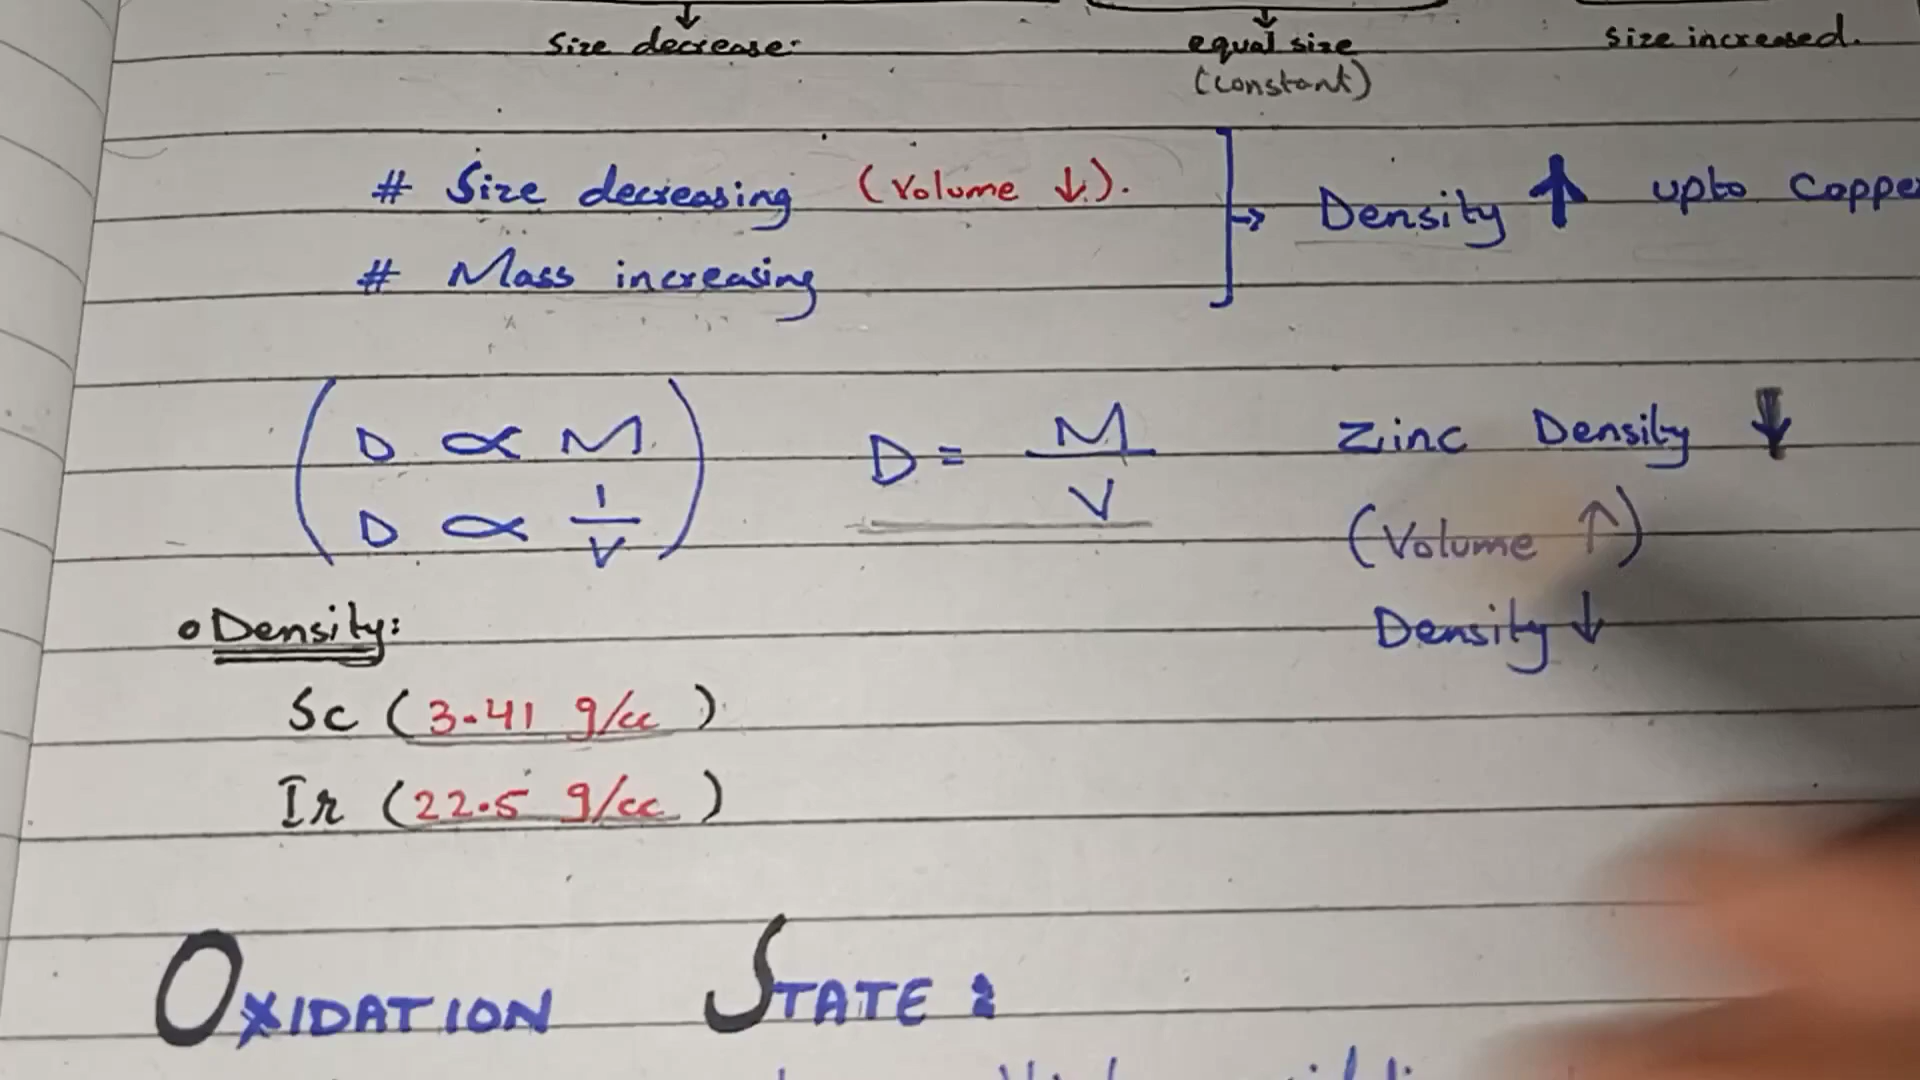 Size decrease.
equal size
(constant)
size increased.
# Size decreasing (Volume ↓).
# Mass increasing
→ Density ↑ upto Coppe
D ∝ M
D ∝ 1/V
D = M/V
Zinc Density ↓
(Volume ↑)
Density ↓
• Density:
Sc (3.41 g/cc)
Ir (22.5 g/cc)
OXIDATION STATE :